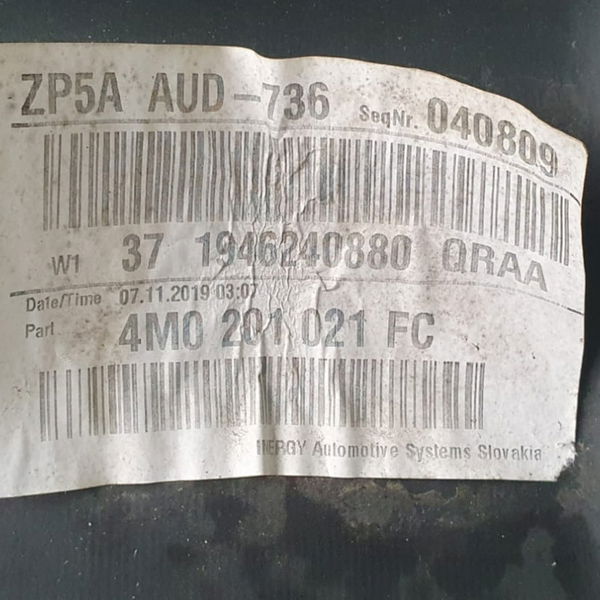 ZP5A AUD-736 SeqNr. 040809
W1 37 1946240880 QRAA
Date/Time 07.11.2019 03:07
Part 4M0 201 021 FC
INERGY Automotive Systems Slovakia